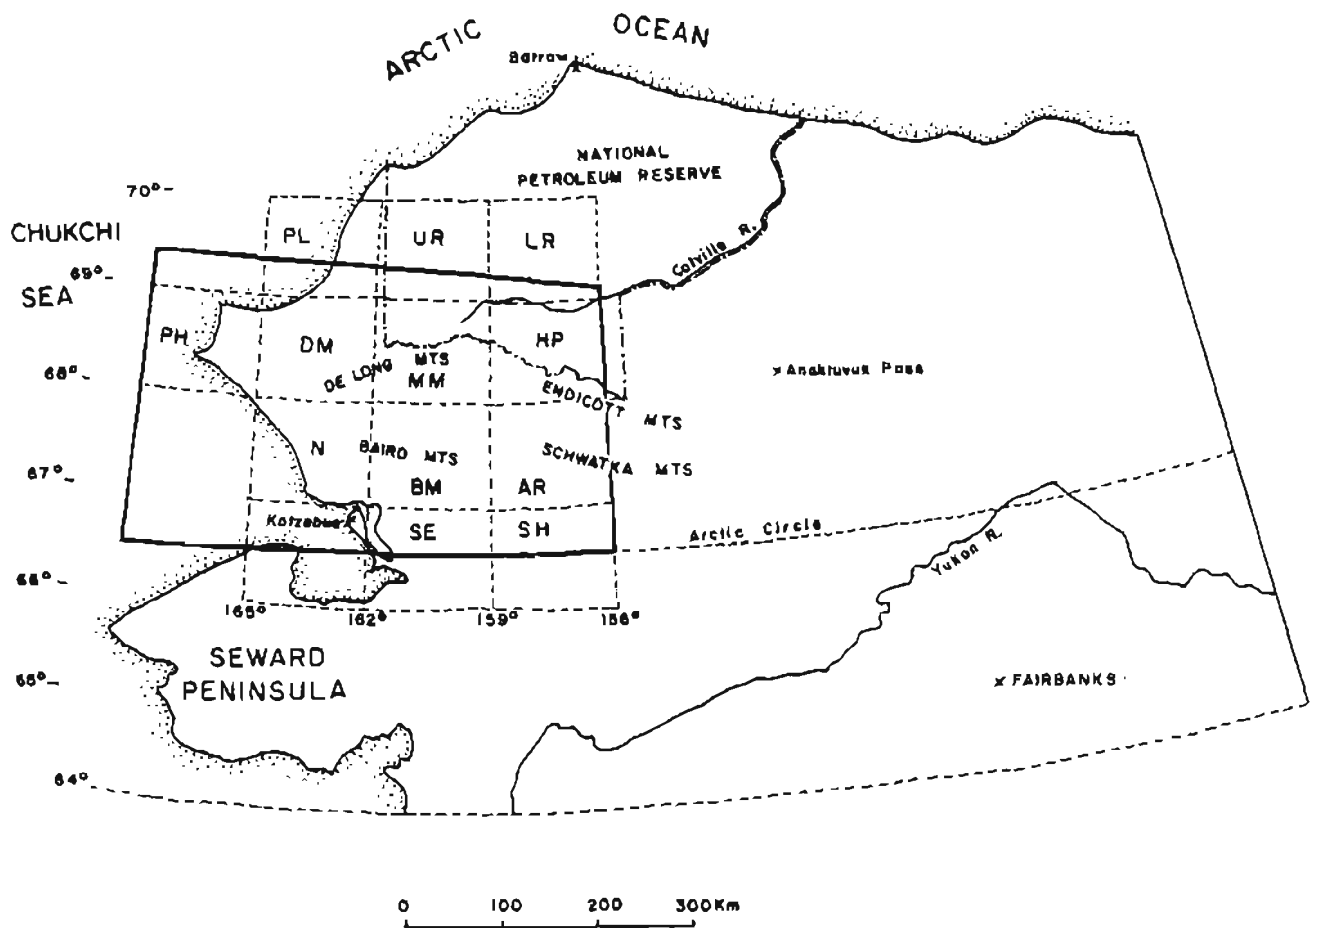 ARCTIC OCEAN
Barrow
NATIONAL
PETROLEUM RESERVE
70°
CHUKCHI
SEA
PL
UR
LR
Colville R.
69°
PH
DM
HP
DE LONG MTS
MM
68°
Anaktuvuk Pass
ENDICOTT MTS
N
BAIRD MTS
SCHWATKA MTS
67°
BM
AR
Kotzebue
SE
SH
Arctic Circle
Yukon R.
66°
165°
162°
159°
156°
SEWARD
PENINSULA
65°
FAIRBANKS
64°
0 100 200 300Km